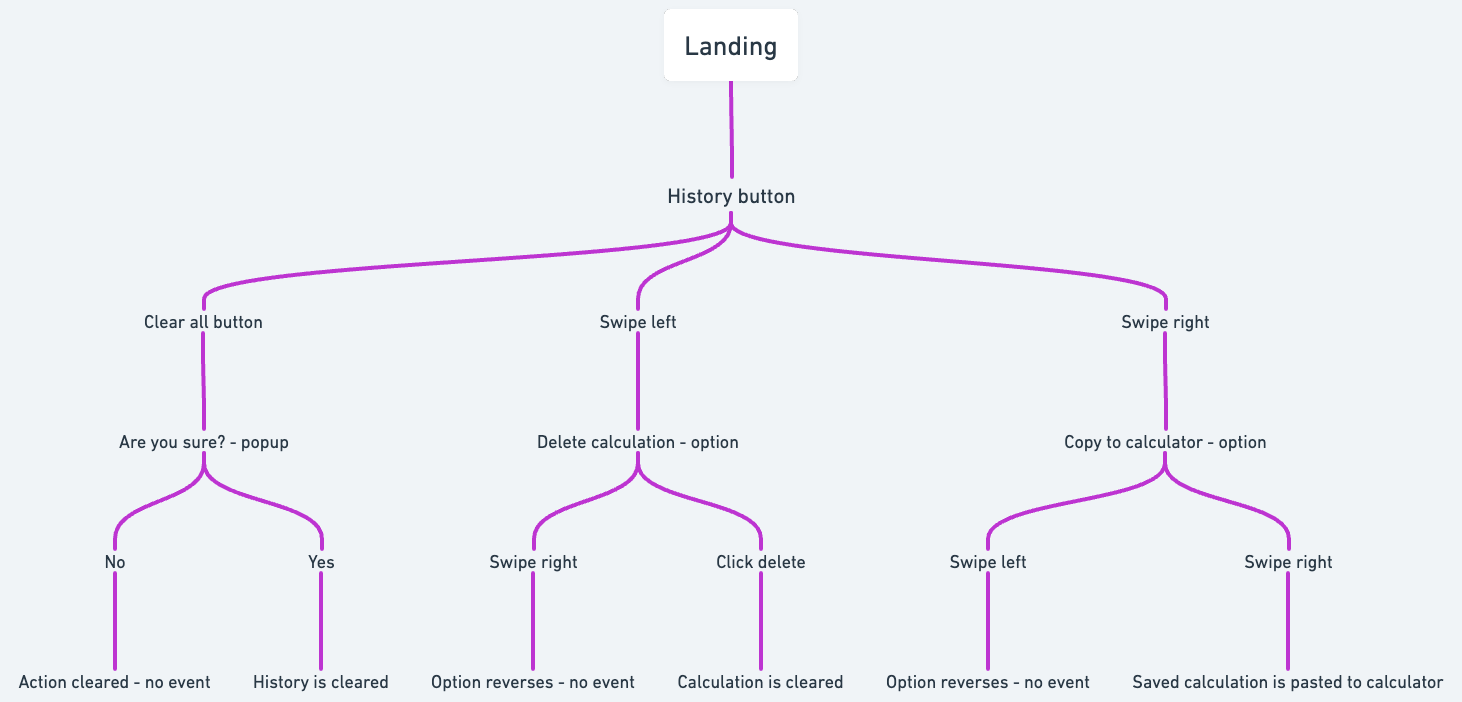 Landing
History button
Clear all button
Swipe left
Swipe right
Are you sure? - popup
Delete calculation - option
Copy to calculator - option
No
Yes
Swipe right
Click delete
Swipe left
Swipe right
Action cleared - no event
History is cleared
Option reverses - no event
Calculation is cleared
Option reverses - no event
Saved calculation is pasted to calculator